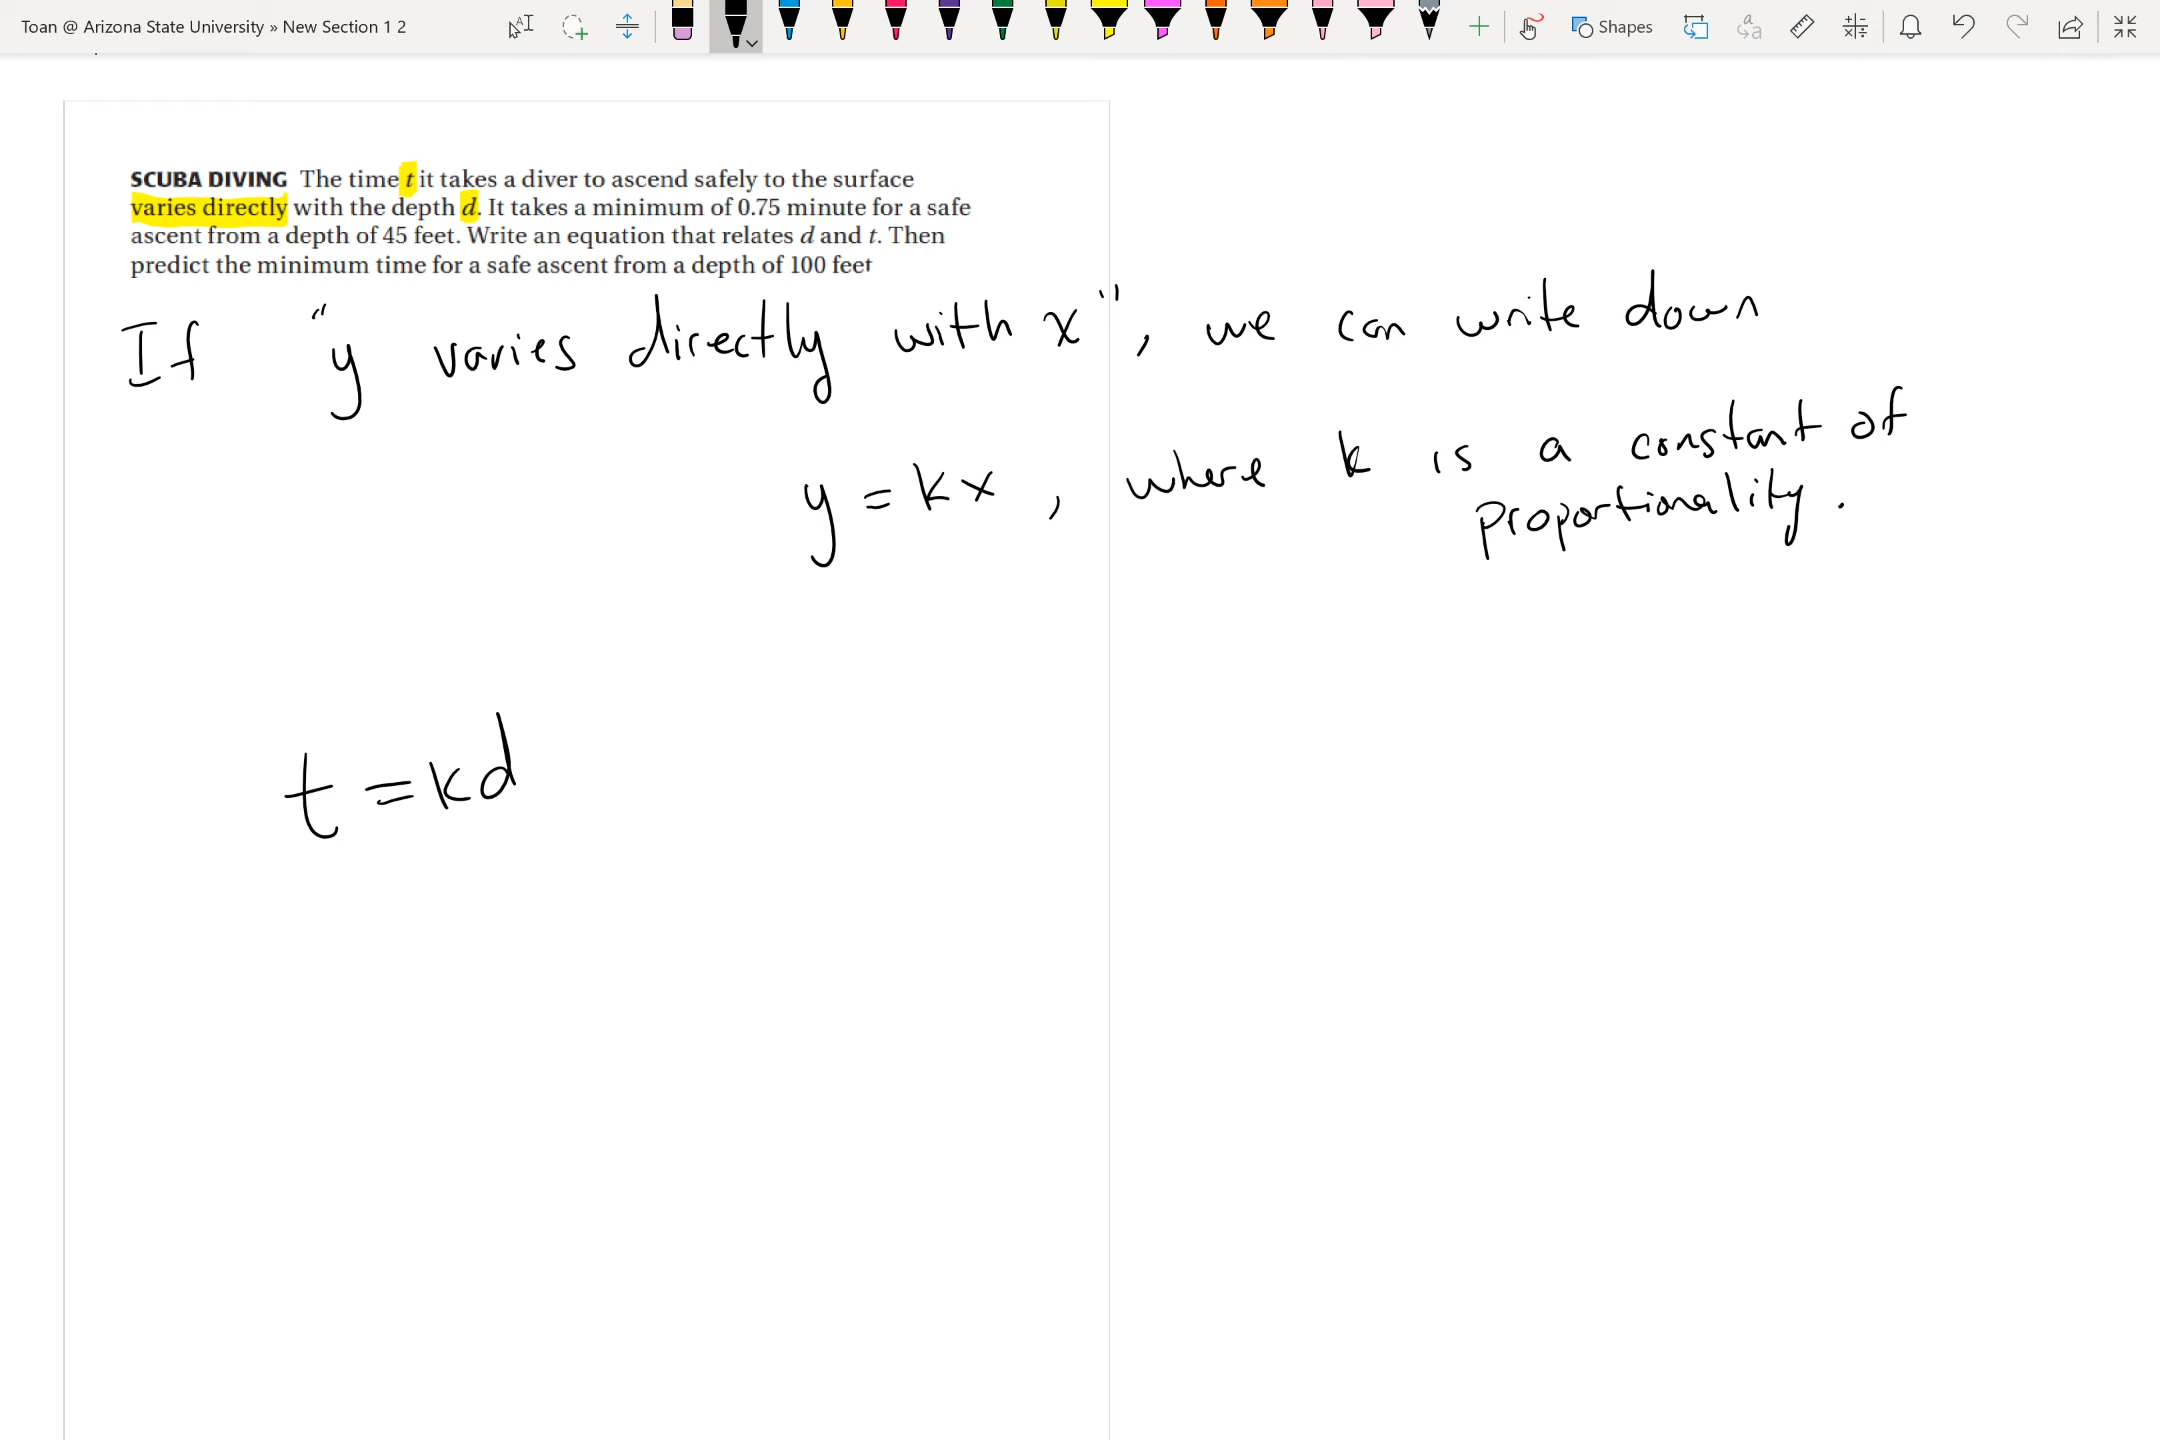 Toan @ Arizona State University » New Section 1 2
Shapes
SCUBA DIVING The time t it takes a diver to ascend safely to the surface
varies directly with the depth d. It takes a minimum of 0.75 minute for a safe
ascent from a depth of 45 feet. Write an equation that relates d and t. Then
predict the minimum time for a safe ascent from a depth of 100 feet
If "y varies directly with x", we can write down
y = kx, where k is a constant of
proportionality.
t = kd